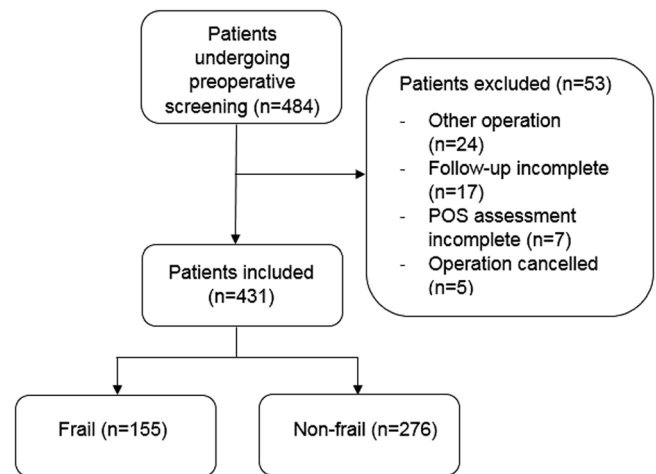 Patients
undergoing
preoperative
screening (n=484)
Patients excluded (n=53)
- Other operation
(n=24)
- Follow-up incomplete
(n=17)
- POS assessment
incomplete (n=7)
- Operation cancelled
(n=5)
Patients included
(n=431)
Frail (n=155)
Non-frail (n=276)